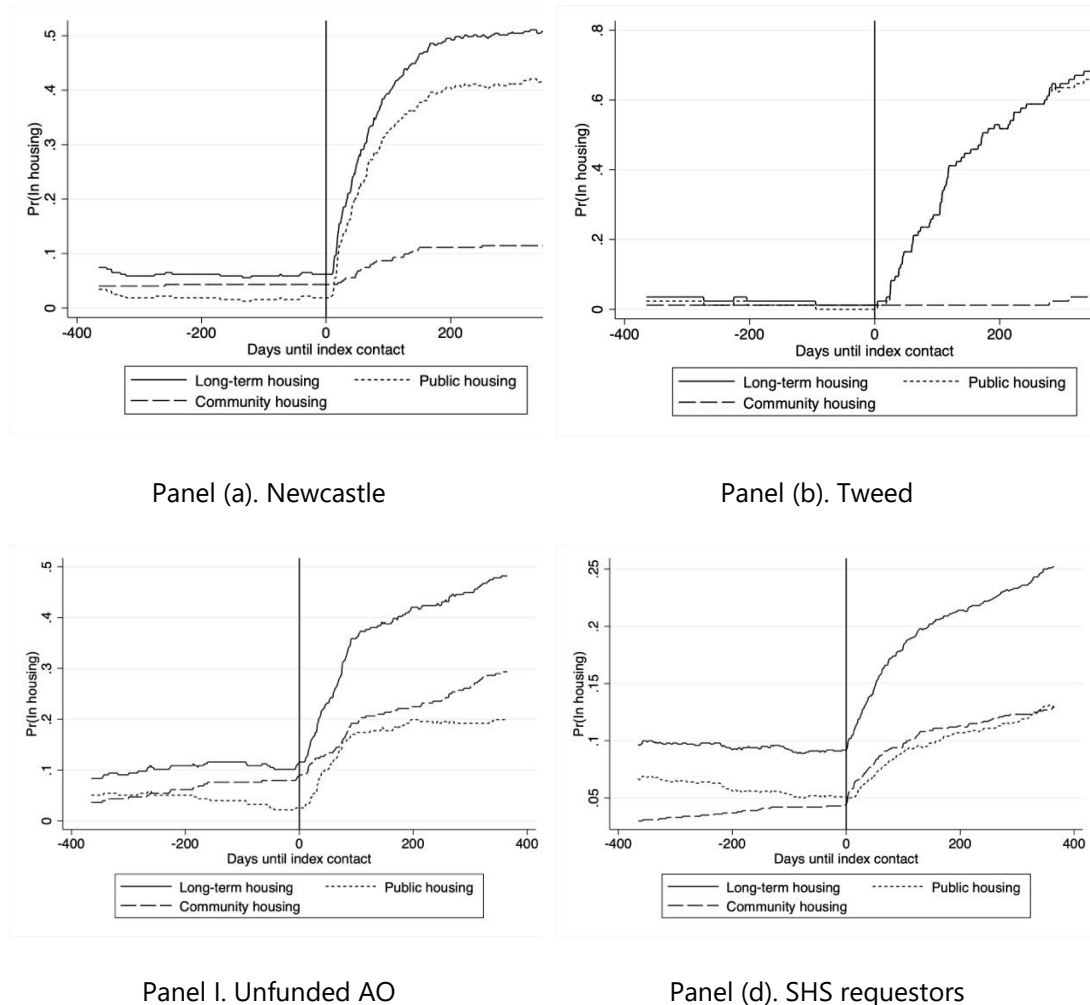 Pr(In housing)
.5
.4
.3
.2
.1
0
-400
-200
0
200
Days until index contact
Long-term housing
Public housing
Community housing
Panel (a). Newcastle
Pr(In housing)
.8
.6
.4
.2
0
-400
-200
0
200
Days until index contact
Long-term housing
Public housing
Community housing
Panel (b). Tweed
Pr(In housing)
.5
.4
.3
.2
.1
0
-400
-200
0
200
400
Days until index contact
Long-term housing
Public housing
Community housing
Panel I. Unfunded AO
Pr(In housing)
.25
.2
.15
.1
.05
-400
-200
0
200
400
Days until index contact
Long-term housing
Public housing
Community housing
Panel (d). SHS requestors